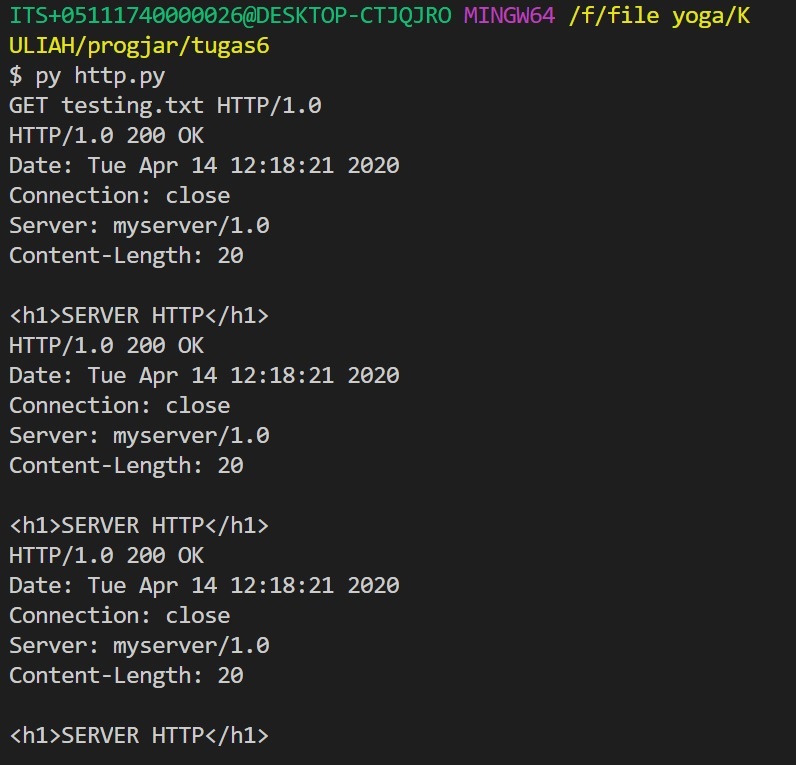 ITS+05111740000026@DESKTOP-CTJQJRO MINGW64 /f/file yoga/K
ULIAH/progjar/tugas6
$ py http.py
GET testing.txt HTTP/1.0
HTTP/1.0 200 OK
Date: Tue Apr 14 12:18:21 2020
Connection: close
Server: myserver/1.0
Content-Length: 20

<h1>SERVER HTTP</h1>
HTTP/1.0 200 OK
Date: Tue Apr 14 12:18:21 2020
Connection: close
Server: myserver/1.0
Content-Length: 20

<h1>SERVER HTTP</h1>
HTTP/1.0 200 OK
Date: Tue Apr 14 12:18:21 2020
Connection: close
Server: myserver/1.0
Content-Length: 20

<h1>SERVER HTTP</h1>